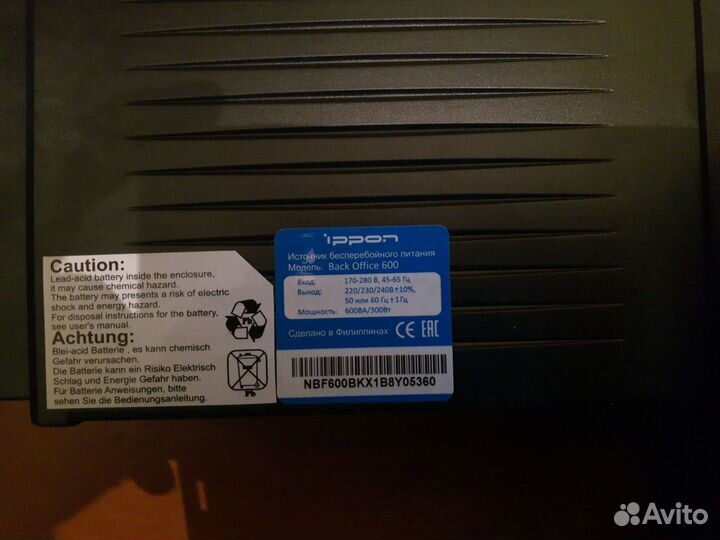 Caution:
Lead-acid battery inside the enclosure,
it may cause chemical hazard.
The battery may presents a risk of electric
shock and energy hazard.
For disposal instructions for the battery,
see user's manual.
Achtung:
Blei-acid Batterie , es kann chemisch
Gefahr verursachen.
Die Batterie kann ein Risiko Elektrisch
Schlag und Energie Gefahr haben.
Für Batterie Anweisungen, bitte
sehen Sie die Bedienungsanleitung.
Pb
Pb
ippon
Источник бесперебойного питания
Модель: Back Office 600
Вход: 170-280 В, 45-65 Гц
Выход: 220/230/240В±10%,
50 или 60 Гц±1Гц
Мощность: 600ВА/300Вт
Сделано в Филиппинах CE EAC
NBF600BKX1B8Y05360
Avito